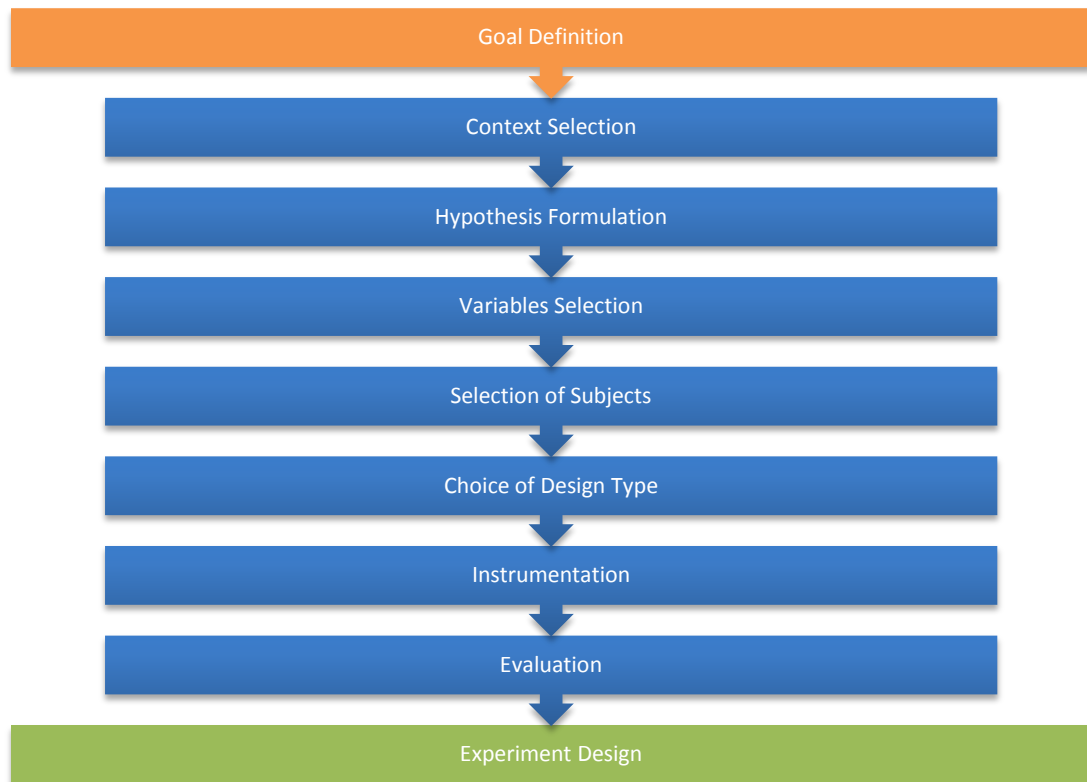 Goal Definition
Context Selection
Hypothesis Formulation
Variables Selection
Selection of Subjects
Choice of Design Type
Instrumentation
Evaluation
Experiment Design